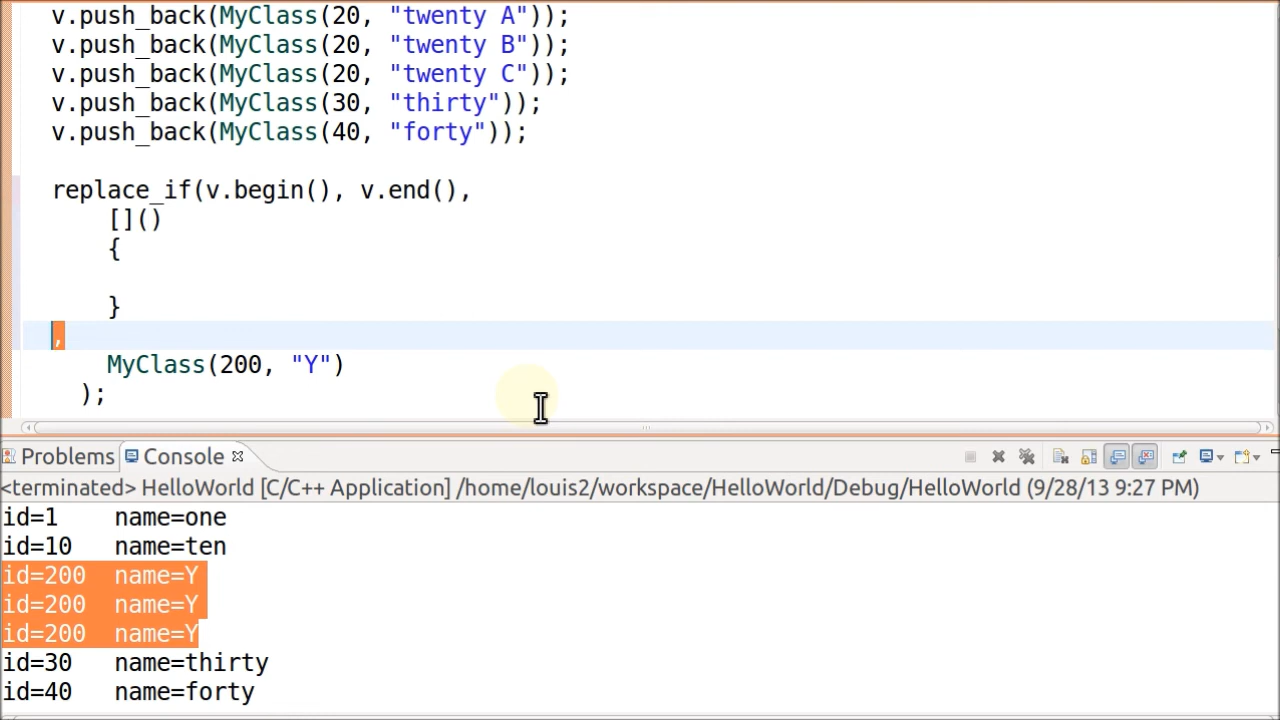 v.push_back(MyClass(20, "twenty A"));
v.push_back(MyClass(20, "twenty B"));
v.push_back(MyClass(20, "twenty C"));
v.push_back(MyClass(30, "thirty"));
v.push_back(MyClass(40, "forty"));
replace_if(v.begin(), v.end(),
[]()
{
}
,
MyClass(200, "Y")
);
Problems Console
<terminated> HelloWorld [C/C++ Application] /home/louis2/workspace/HelloWorld/Debug/HelloWorld (9/28/13 9:27 PM)
id=1 name=one
id=10 name=ten
id=200 name=Y
id=200 name=Y
id=200 name=Y
id=30 name=thirty
id=40 name=forty